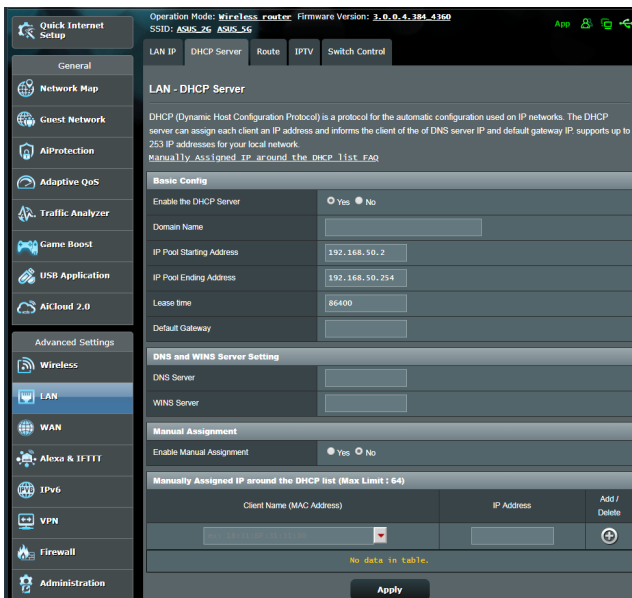 Quick Internet
Setup
General
Network Map
Guest Network
AiProtection
Adaptive QoS
Traffic Analyzer
Game Boost
USB Application
AiCloud 2.0
Advanced Settings
Wireless
LAN
WAN
Alexa & IFTTT
IPv6
VPN
Firewall
Administration
Operation Mode: Wireless router Firmware Version: 3.0.0.4.384_4360
SSID: ASUS_2G ASUS_5G
App
LAN IP DHCP Server Route IPTV Switch Control
LAN - DHCP Server
DHCP (Dynamic Host Configuration Protocol) is a protocol for the automatic configuration used on IP networks. The DHCP
server can assign each client an IP address and informs the client of the of DNS server IP and default gateway IP. supports up to
253 IP addresses for your local network.
Manually Assigned IP around the DHCP list FAQ
Basic Config
Enable the DHCP Server Yes No
Domain Name
IP Pool Starting Address 192.168.50.2
IP Pool Ending Address 192.168.50.254
Lease time 86400
Default Gateway
DNS and WINS Server Setting
DNS Server
WINS Server
Manual Assignment
Enable Manual Assignment Yes No
Manually Assigned IP around the DHCP list (Max Limit : 64)
Client Name (MAC Address) IP Address Add /
Delete
No data in table.
Apply